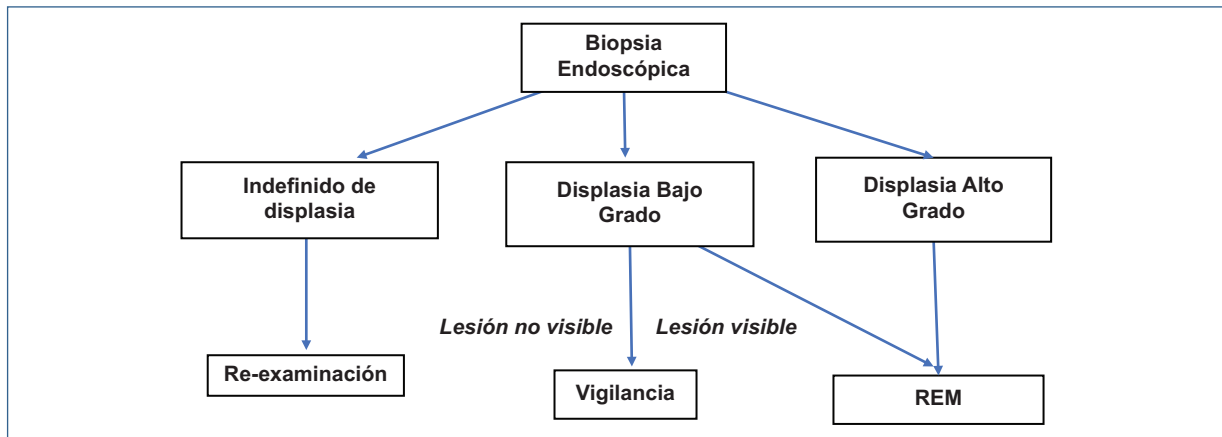 Biopsia
Endoscópica
Indefinido de
displasia
Displasia Bajo
Grado
Displasia Alto
Grado
Lesión no visible
Lesión visible
Re-examinación
Vigilancia
REM